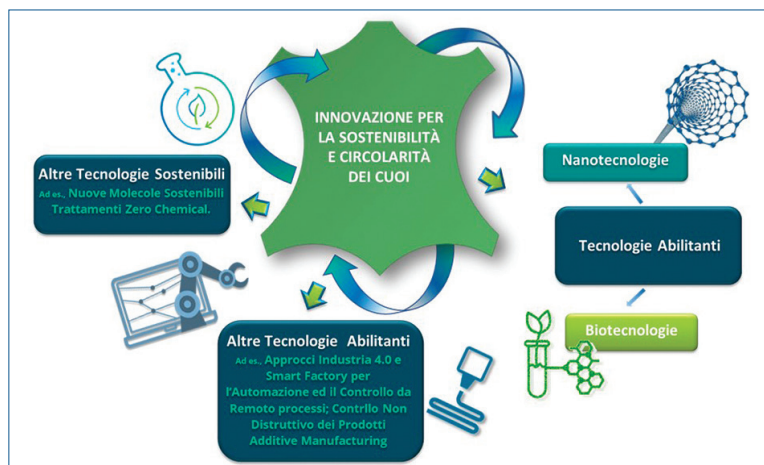 INNOVAZIONE PER
LA SOSTENIBILITÀ
E CIRCOLARITÀ
DEI CUOI
Altre Tecnologie Sostenibili
Ad es., Nuove Molecole Sostenibili
Trattamenti Zero Chemical.
Nanotecnologie
Tecnologie Abilitanti
Biotecnologie
Altre Tecnologie Abilitanti
Ad es., Approcci Industria 4.0 e
Smart Factory per
l'Automazione ed il Controllo da
Remoto processi; Contrllo Non
Distruttivo dei Prodotti
Additive Manufacturing